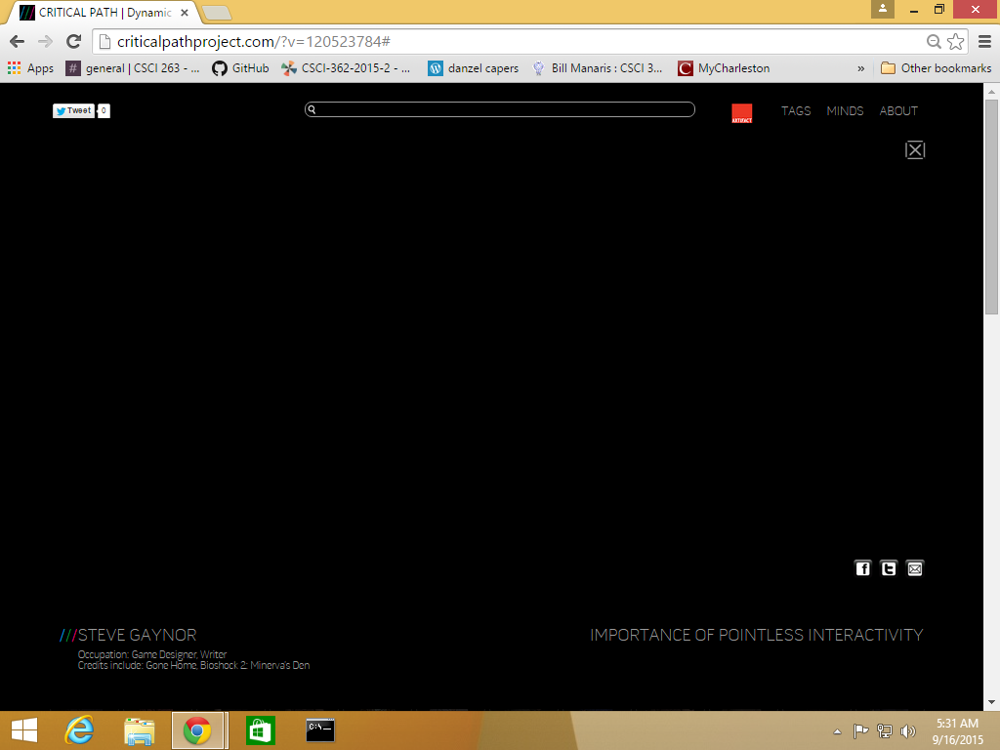 CRITICAL PATH | Dynamic
criticalpathproject.com/?v=120523784#
Apps
general | CSCI 263 - ...
GitHub
CSCI-362-2015-2 - ...
danzel capers
Bill Manaris : CSCI 3...
MyCharleston
»
Other bookmarks
Tweet
0
ARTIFACT
TAGS
MINDS
ABOUT
///STEVE GAYNOR
IMPORTANCE OF POINTLESS INTERACTIVITY
Occupation: Game Designer, Writer
Credits include: Gone Home, Bioshock 2: Minerva's Den
C:\_
5:31 AM
9/16/2015